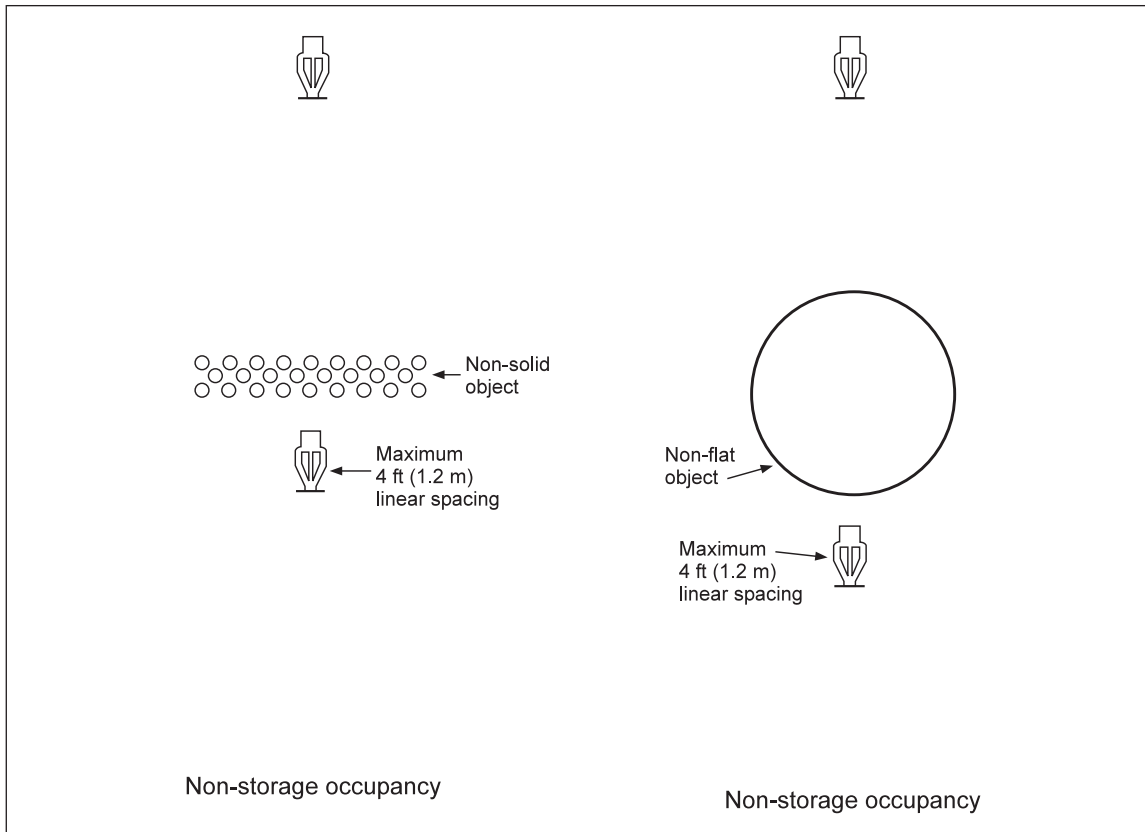 Non-solid
object
Maximum
4 ft (1.2 m)
linear spacing
Non-flat
object
Maximum
4 ft (1.2 m)
linear spacing
Non-storage occupancy
Non-storage occupancy